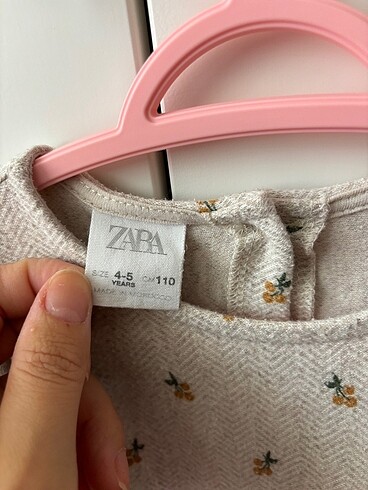 ZARA
SIZE 4-5 YEARS CM 110
MADE IN MOROCCO